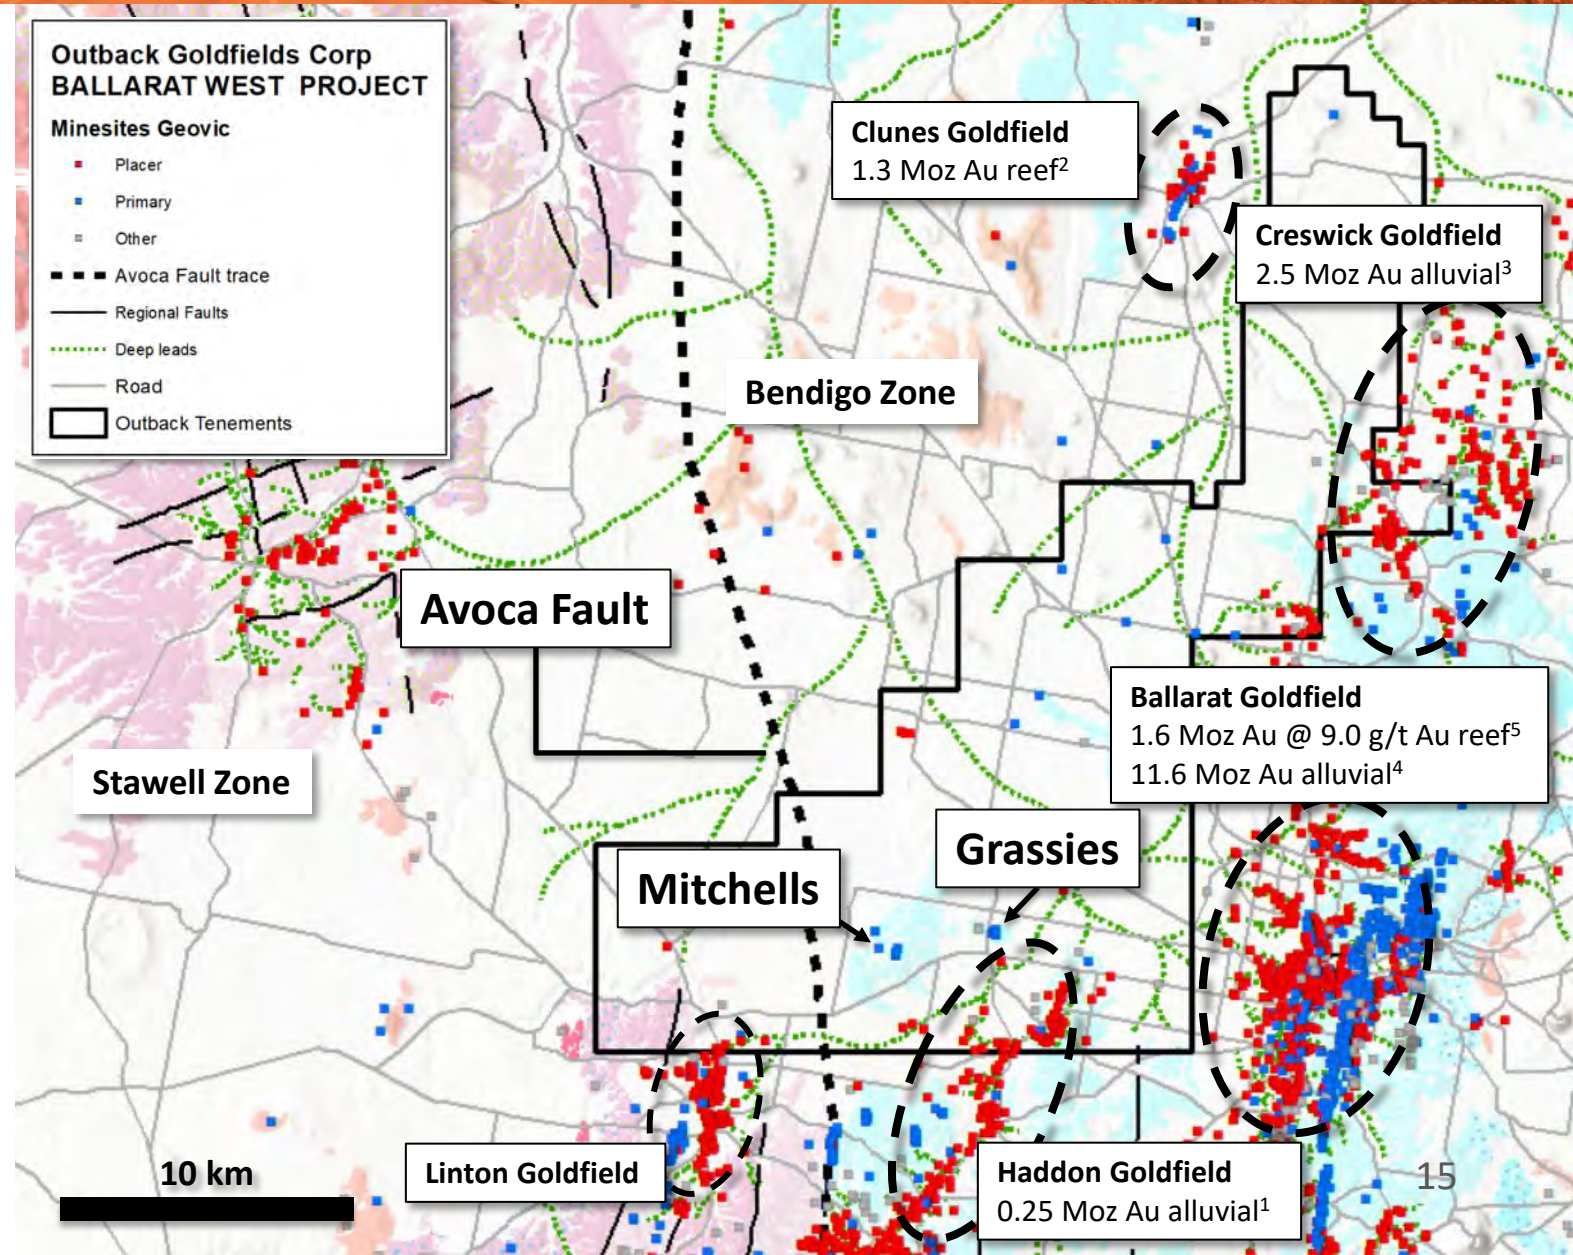 Outback Goldfields Corp
BALLARAT WEST PROJECT
Minesites Geovic
Placer
Primary
Other
Avoca Fault trace
Regional Faults
Deep leads
Road
Outback Tenements
Clunes Goldfield
1.3 Moz Au reef²
Creswick Goldfield
2.5 Moz Au alluvial³
Bendigo Zone
Avoca Fault
Ballarat Goldfield
1.6 Moz Au @ 9.0 g/t Au reef⁵
11.6 Moz Au alluvial⁴
Stawell Zone
Grassies
Mitchells
Linton Goldfield
Haddon Goldfield
0.25 Moz Au alluvial¹
10 km
15